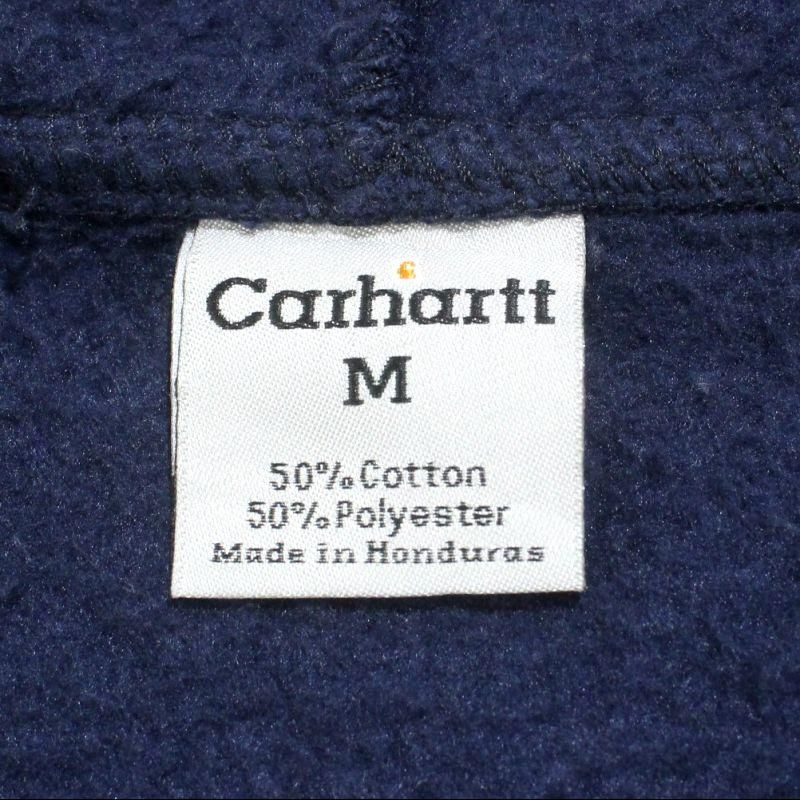 Carhartt
M
50% Cotton
50% Polyester
Made in Honduras